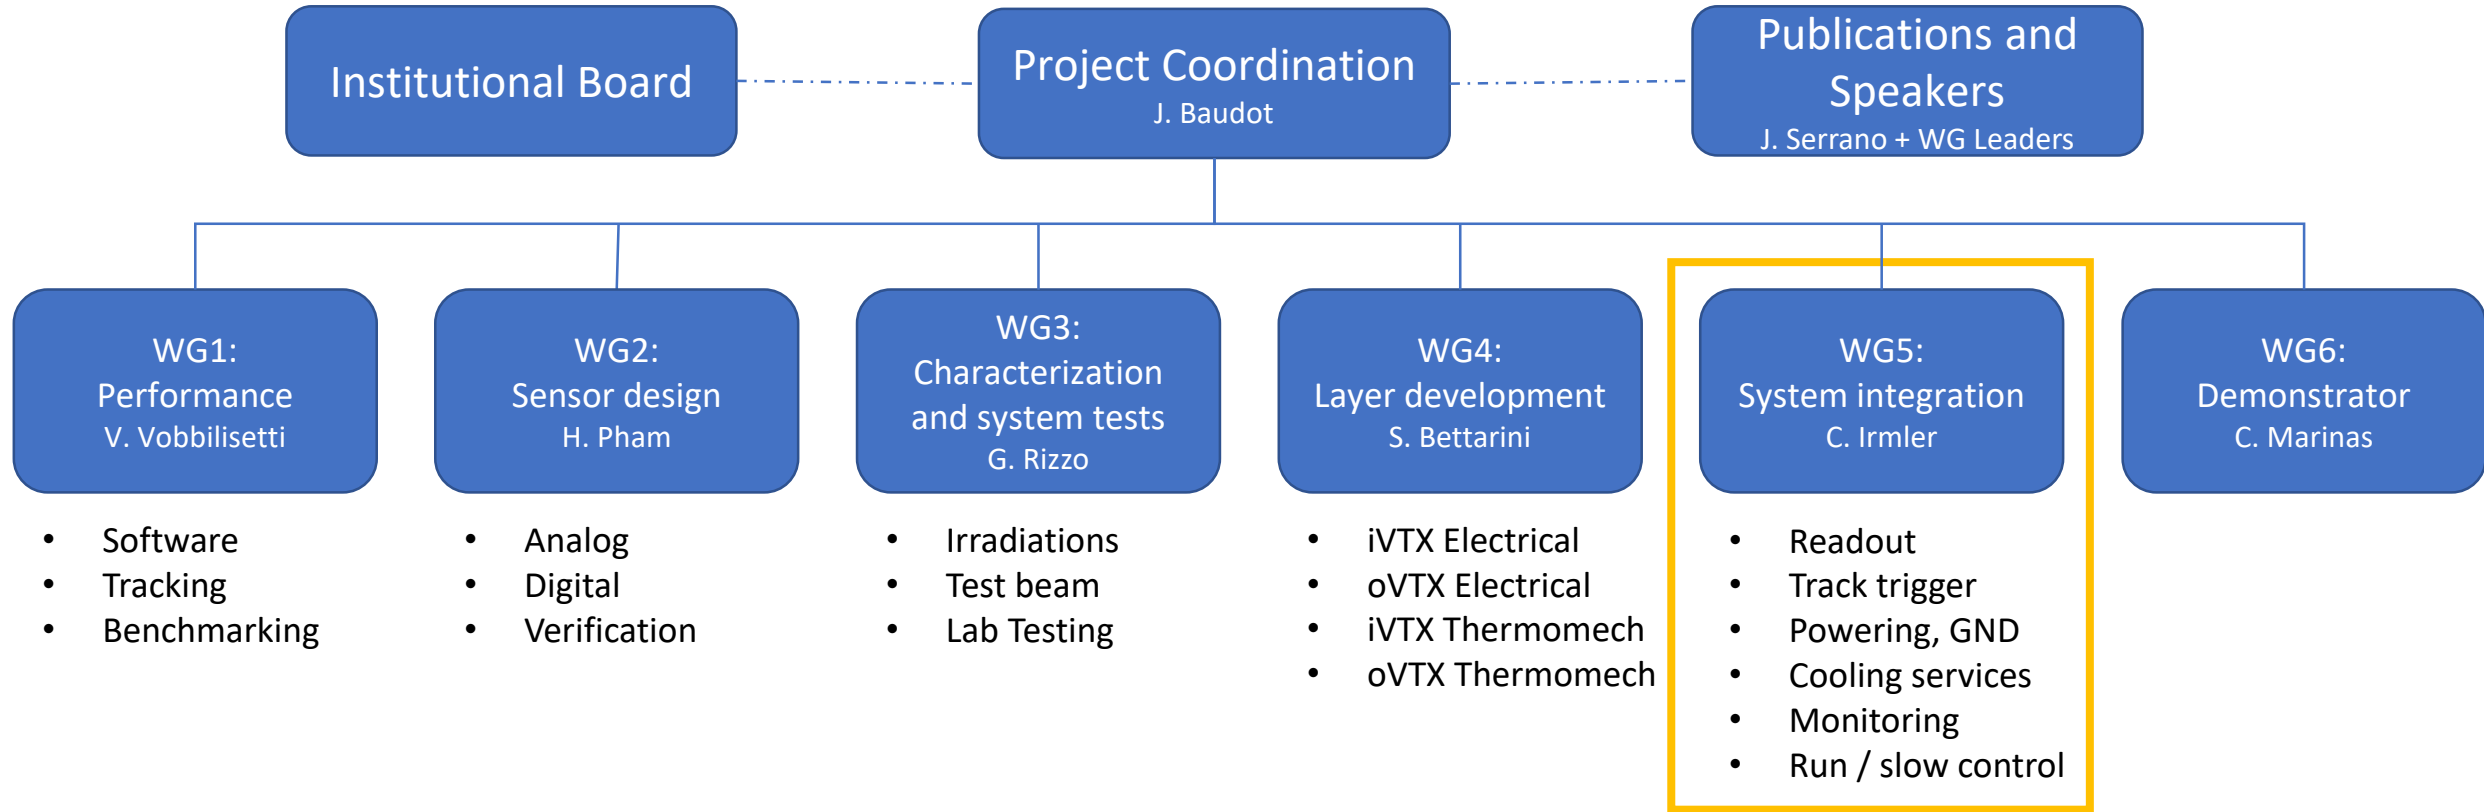 Institutional Board
Project Coordination
J. Baudot
Publications and
Speakers
J. Serrano + WG Leaders
WG1:
Performance
V. Vobbilisetti
WG2:
Sensor design
H. Pham
WG3:
Characterization
and system tests
G. Rizzo
WG4:
Layer development
S. Bettarini
WG5:
System integration
C. Irmler
WG6:
Demonstrator
C. Marinas
• Software
• Tracking
• Benchmarking
• Analog
• Digital
• Verification
• Irradiations
• Test beam
• Lab Testing
• iVTX Electrical
• oVTX Electrical
• iVTX Thermomech
• oVTX Thermomech
• Readout
• Track trigger
• Powering, GND
• Cooling services
• Monitoring
• Run / slow control